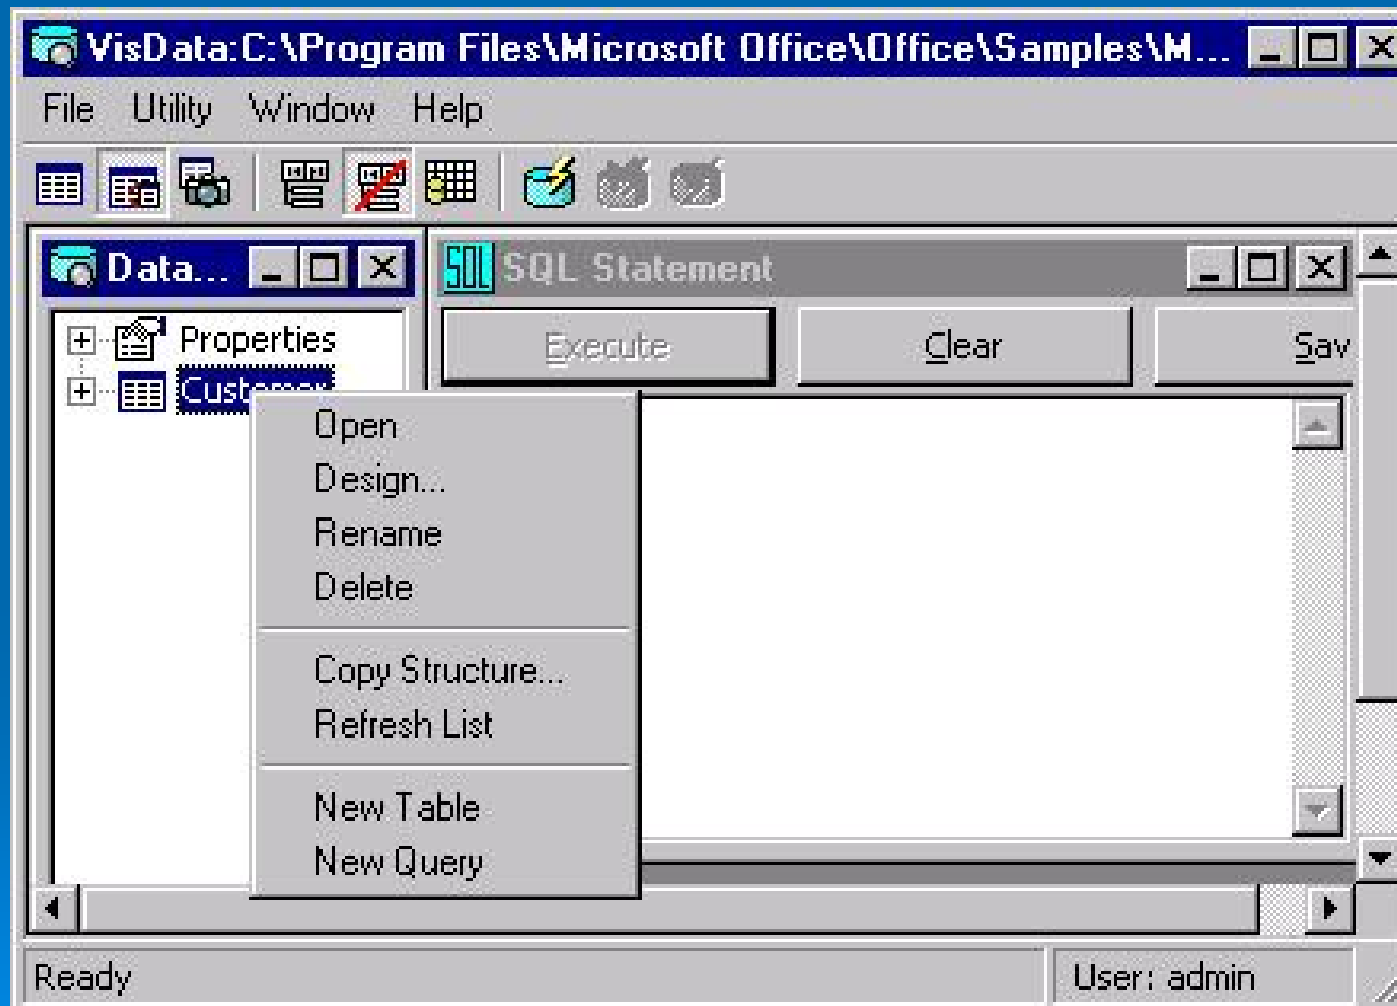 VisData:C:\Program Files\Microsoft Office\Office\Samples\M...
File Utility Window Help
Data...
SQL Statement
Properties
Execute Clear Sav
Open
Design...
Rename
Delete
Copy Structure...
Refresh List
New Table
New Query
Ready
User: admin